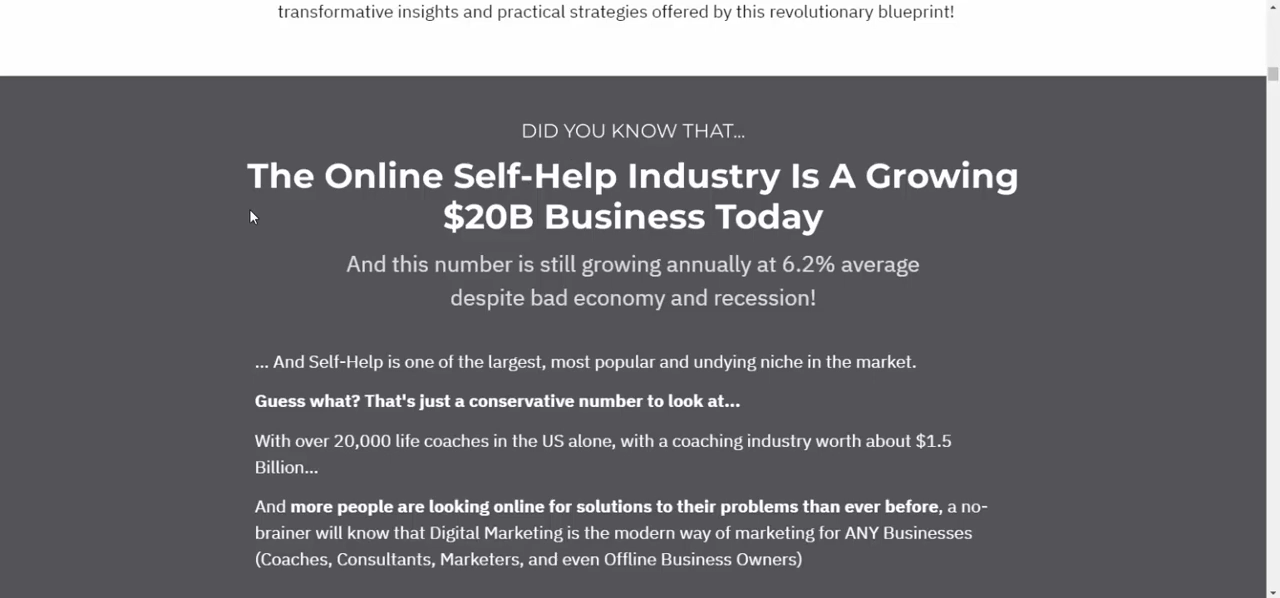 transformative insights and practical strategies offered by this revolutionary blueprint!
DID YOU KNOW THAT...
The Online Self-Help Industry Is A Growing
$20B Business Today
And this number is still growing annually at 6.2% average
despite bad economy and recession!
... And Self-Help is one of the largest, most popular and undying niche in the market.
Guess what? That's just a conservative number to look at...
With over 20,000 life coaches in the US alone, with a coaching industry worth about $1.5
Billion...
And more people are looking online for solutions to their problems than ever before, a no-
brainer will know that Digital Marketing is the modern way of marketing for ANY Businesses
(Coaches, Consultants, Marketers, and even Offline Business Owners)